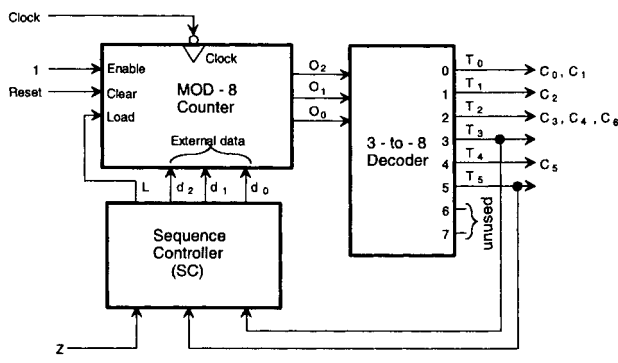 Clock
Clock
1
Enable
Reset
Clear
Load
MOD - 8
Counter
External data
O2
O1
O0
L
d2
d1
d0
3 - to - 8
Decoder
0
1
2
3
4
5
6
7
T0
T1
T2
T3
T4
T5
C0, C1
C2
C3, C4, C6
C5
unused
Sequence
Controller
(SC)
Z